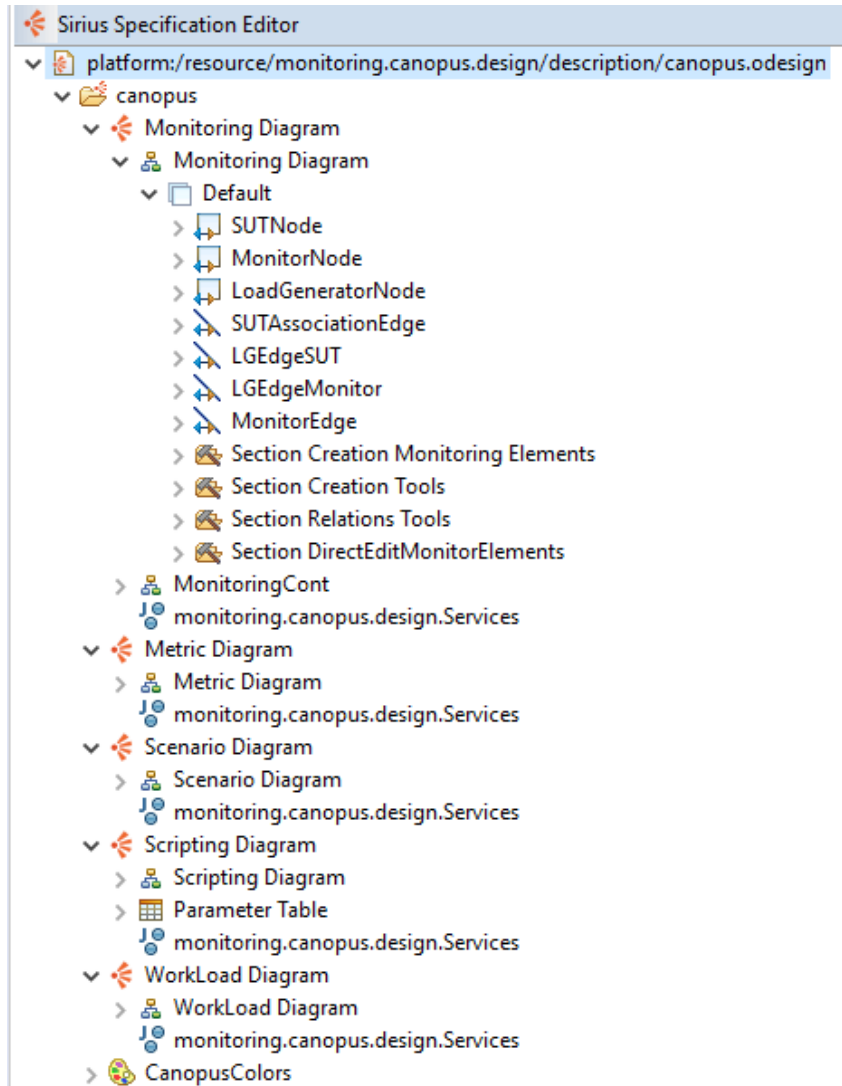 Sirius Specification Editor
platform:/resource/monitoring.canopus.design/description/canopus.odesign
canopus
Monitoring Diagram
Monitoring Diagram
Default
SUTNode
MonitorNode
LoadGeneratorNode
SUTAssociationEdge
LGEdgeSUT
LGEdgeMonitor
MonitorEdge
Section Creation Monitoring Elements
Section Creation Tools
Section Relations Tools
Section DirectEditMonitorElements
MonitoringCont
monitoring.canopus.design.Services
Metric Diagram
Metric Diagram
monitoring.canopus.design.Services
Scenario Diagram
Scenario Diagram
monitoring.canopus.design.Services
Scripting Diagram
Scripting Diagram
Parameter Table
monitoring.canopus.design.Services
WorkLoad Diagram
WorkLoad Diagram
monitoring.canopus.design.Services
CanopusColors